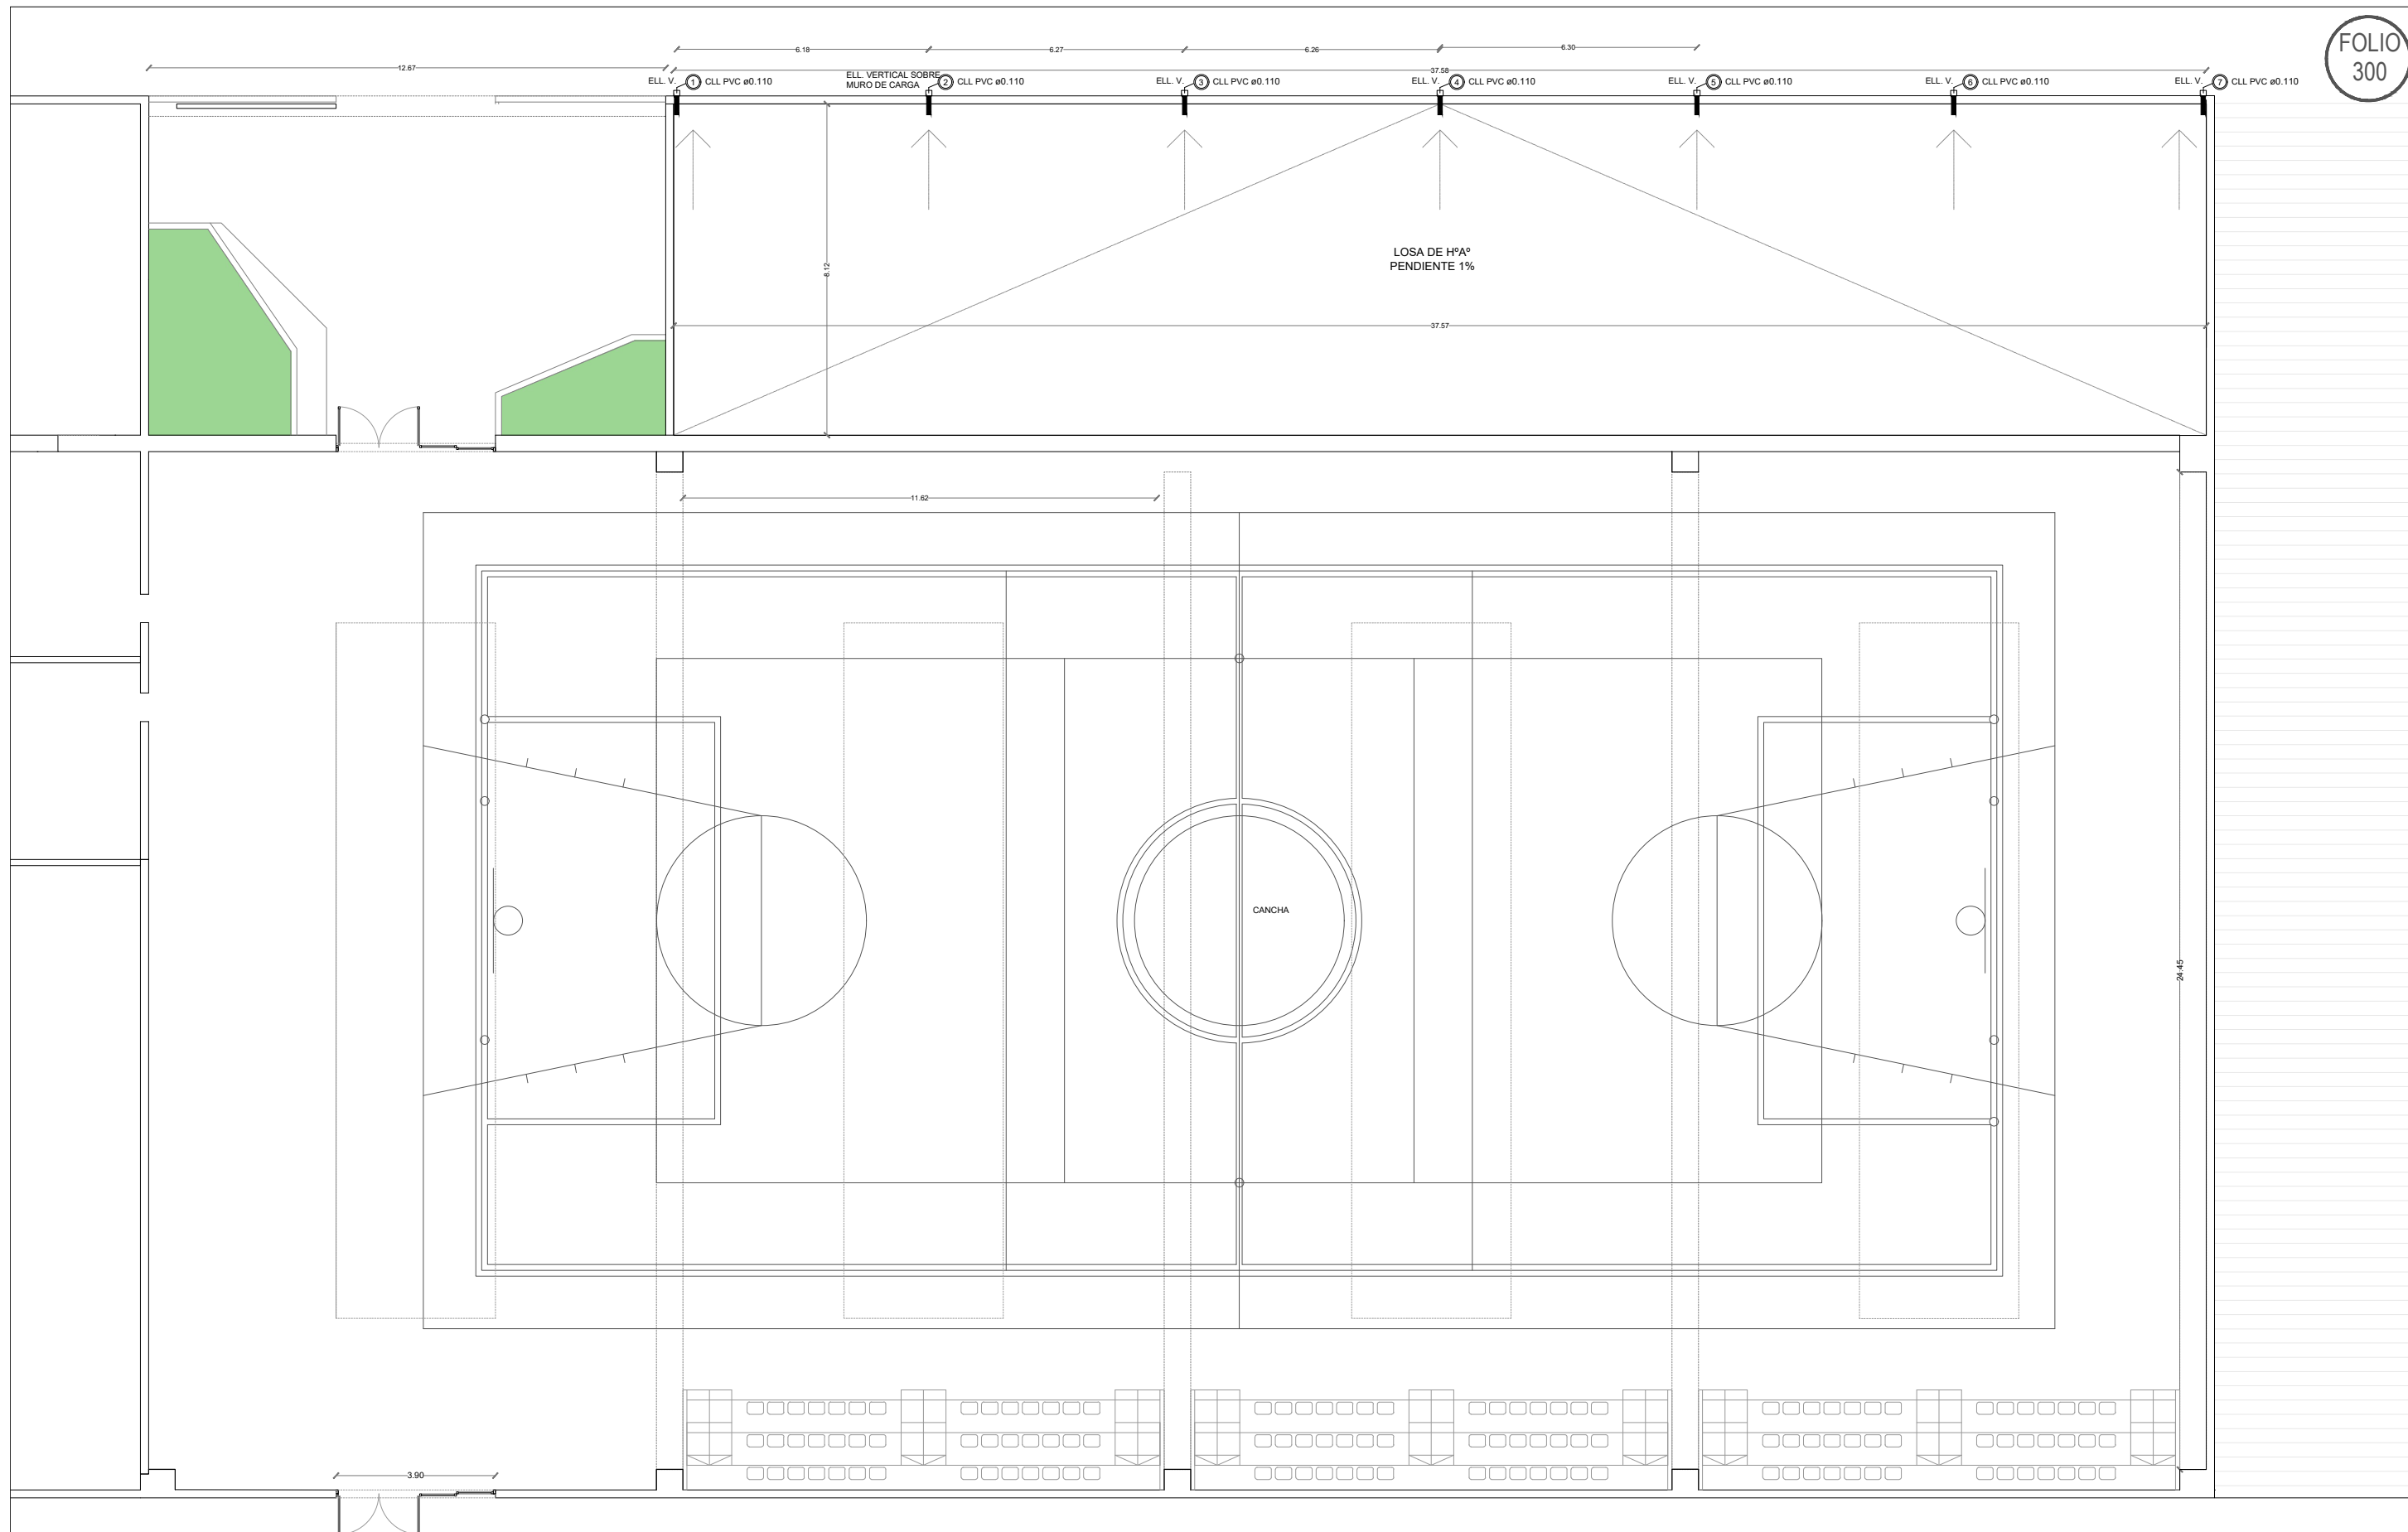 FOLIO
300
6.18
6.27
6.26
6.30
12.67
37.58
ELL. V. 1 CLL PVC ø0.110
ELL. VERTICAL SOBRE
MURO DE CARGA
2 CLL PVC ø0.110
ELL. V. 3 CLL PVC ø0.110
ELL. V. 4 CLL PVC ø0.110
ELL. V. 5 CLL PVC ø0.110
ELL. V. 6 CLL PVC ø0.110
ELL. V. 7 CLL PVC ø0.110
LOSA DE HºAº
PENDIENTE 1%
8.12
37.57
11.62
CANCHA
24.45
3.90